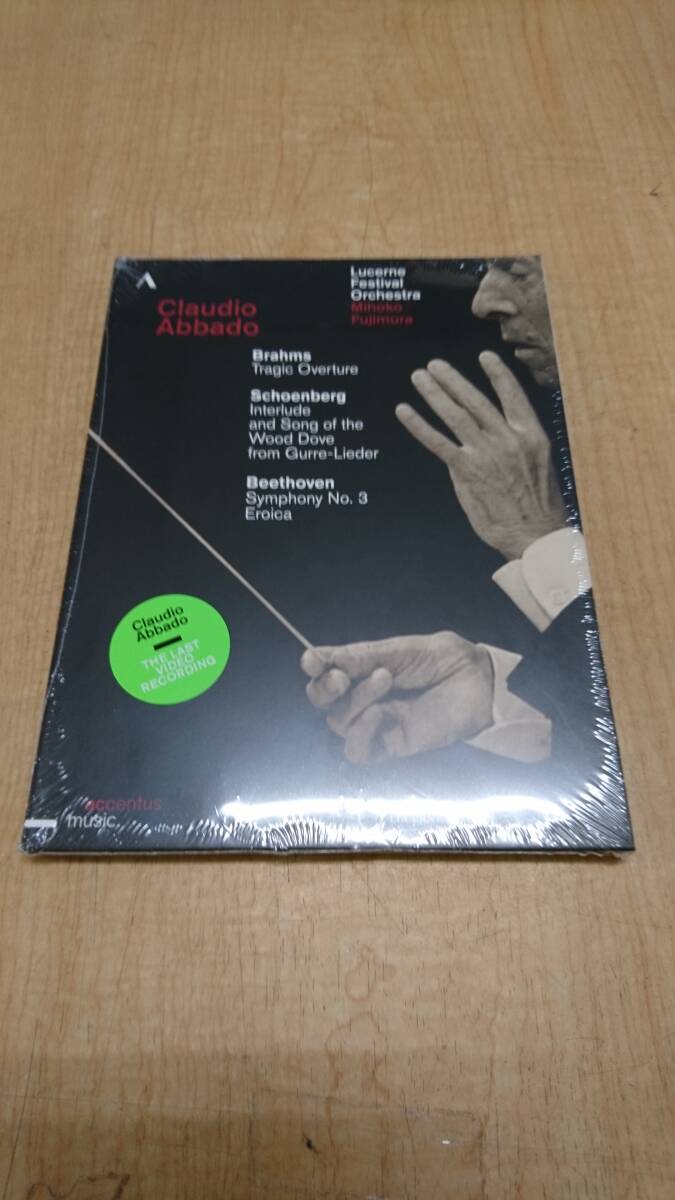 Claudio
Abbado
Lucerne
Festival
Orchestra
Mihoko
Fujimura
Brahms
Tragic Overture
Schoenberg
Interlude
and Song of the
Wood Dove
from Gurre-Lieder
Beethoven
Symphony No. 3
Eroica
Claudio
Abbado
THE LAST
VIDEO
RECORDING
accentus
music